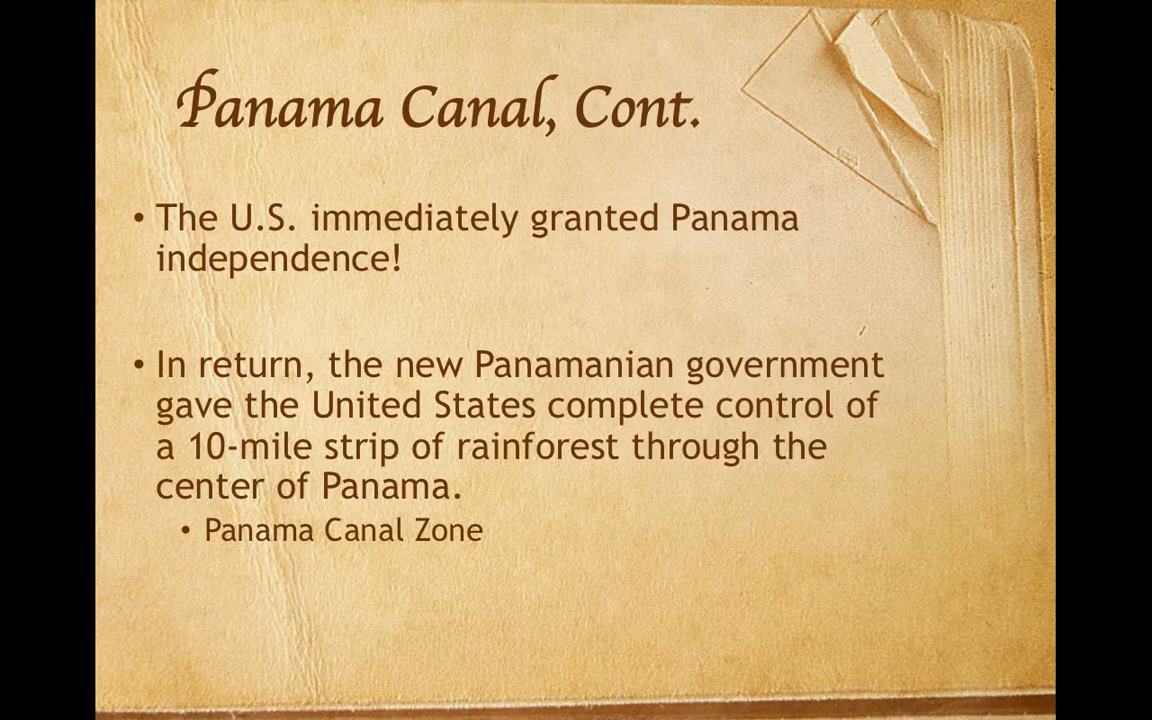 Panama Canal, Cont.
• The U.S. immediately granted Panama
independence!
• In return, the new Panamanian government
gave the United States complete control of
a 10-mile strip of rainforest through the
center of Panama.
• Panama Canal Zone